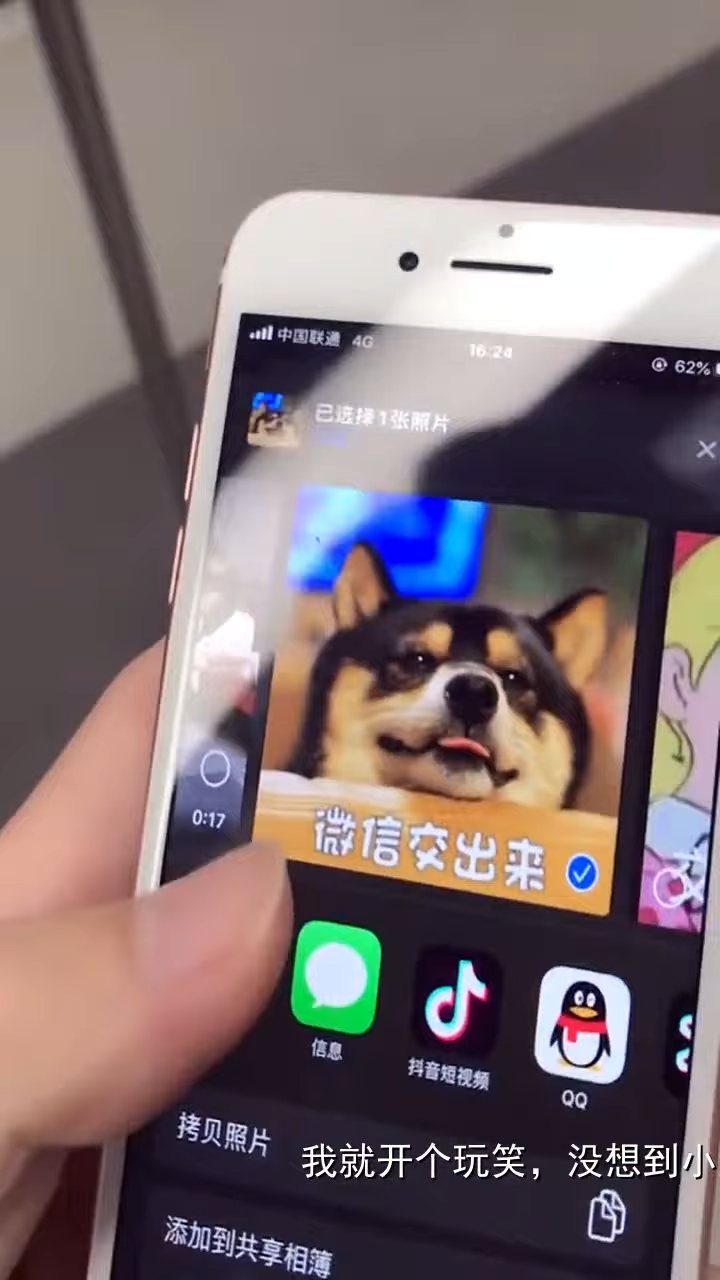 中国联通 4G 16:24 62%
已选择1张照片
微信交出来
0:17
信息 抖音短视频 QQ
拷贝照片
我就开个玩笑，没想到小
添加到共享相簿